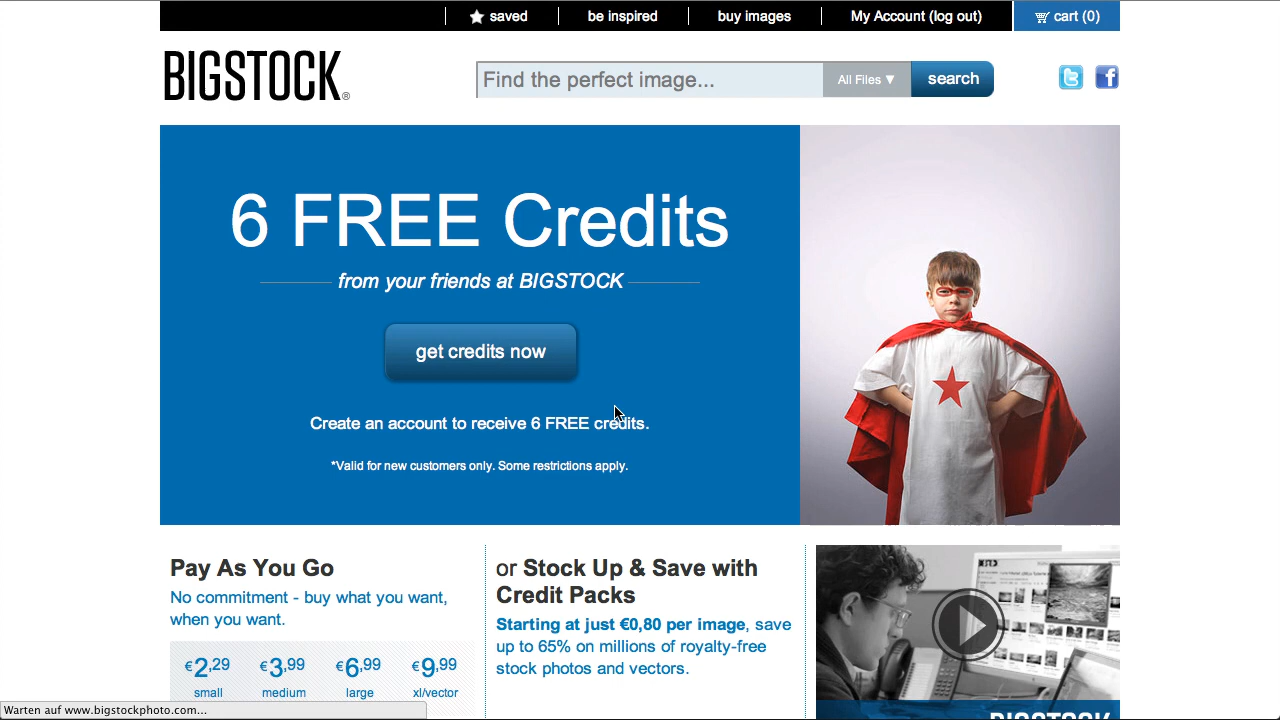 saved
be inspired
buy images
My Account (log out)
cart (0)
BIGSTOCK®
Find the perfect image...
All Files ▼
search
6 FREE Credits
from your friends at BIGSTOCK
get credits now
Create an account to receive 6 FREE credits.
*Valid for new customers only. Some restrictions apply.
Pay As You Go
No commitment - buy what you want,
when you want.
€2,29
€3,99
€6,99
€9,99
small
medium
large
xl/vector
or Stock Up & Save with
Credit Packs
Starting at just €0,80 per image, save
up to 65% on millions of royalty-free
stock photos and vectors.
BIGSTOCK
Warten auf www.bigstockphoto.com...